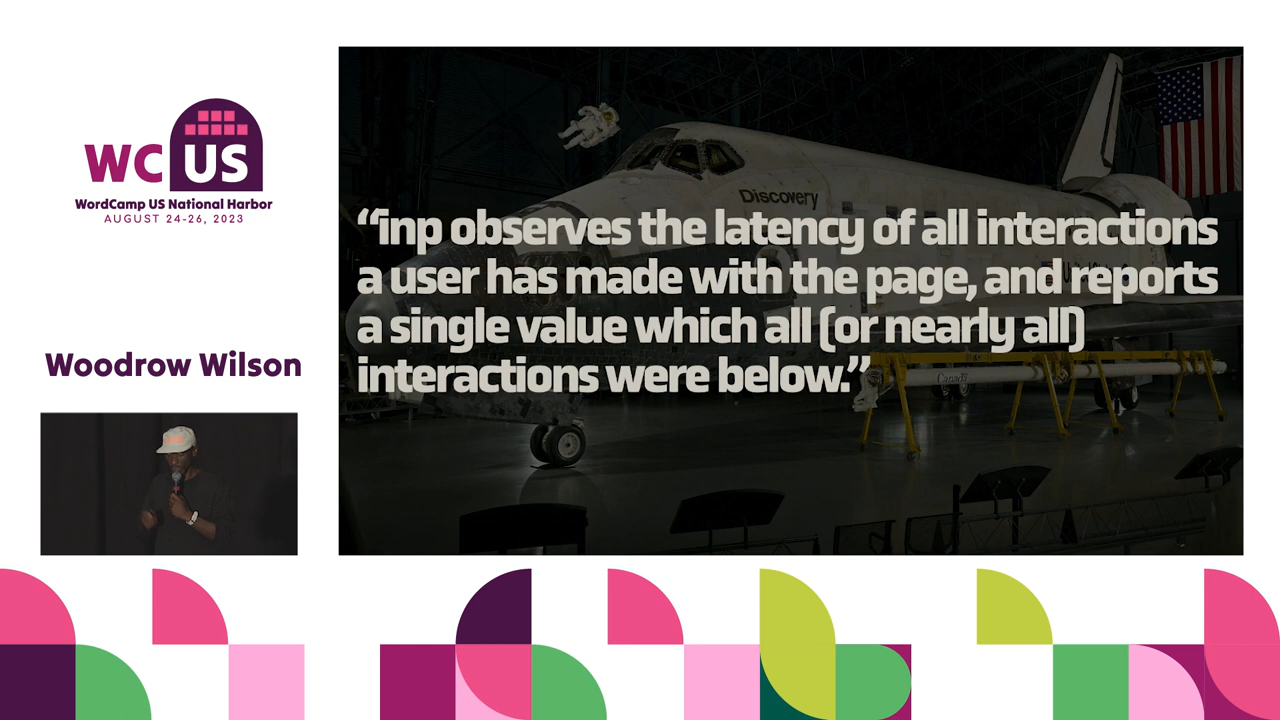 WC US
WordCamp US National Harbor
AUGUST 24-26, 2023
Woodrow Wilson
Discovery
“inp observes the latency of all interactions
a user has made with the page, and reports
a single value which all (or nearly all)
interactions were below.”
Canada